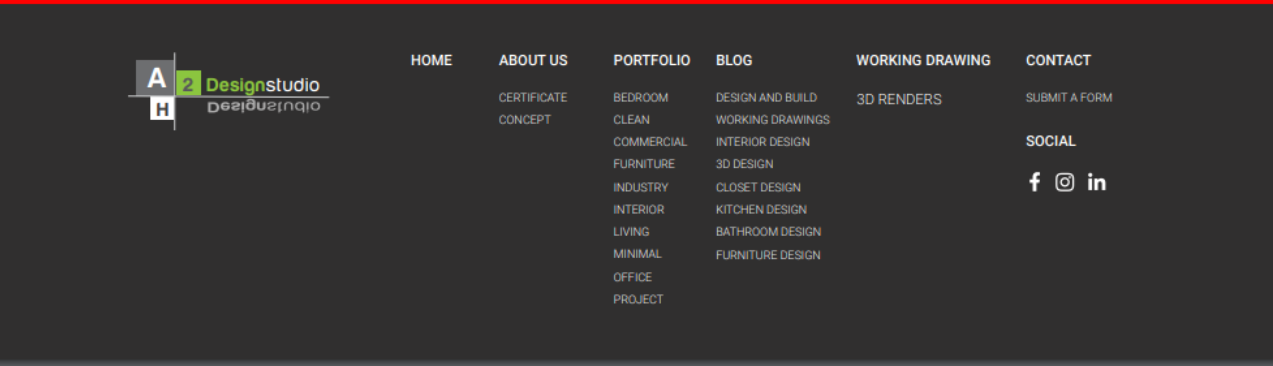 A
2 Designstudio
H
Designstudio
HOME
ABOUT US
CERTIFICATE
CONCEPT
PORTFOLIO
BEDROOM
CLEAN
COMMERCIAL
FURNITURE
INDUSTRY
INTERIOR
LIVING
MINIMAL
OFFICE
PROJECT
BLOG
DESIGN AND BUILD
WORKING DRAWINGS
INTERIOR DESIGN
3D DESIGN
CLOSET DESIGN
KITCHEN DESIGN
BATHROOM DESIGN
FURNITURE DESIGN
WORKING DRAWING
3D RENDERS
CONTACT
SUBMIT A FORM
SOCIAL
f in